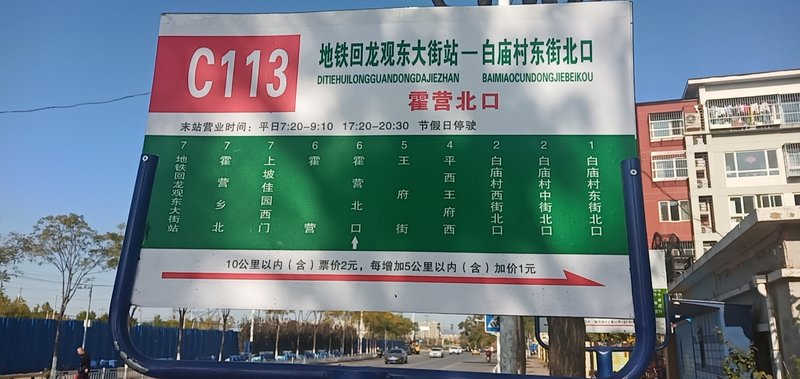 C113
地铁回龙观东大街站—白庙村东街北口
DITIEHUILONGGUANDONGDAJIEZHAN BAIMIAOCUNDONGJIEBEIKOU
霍营北口
末站营业时间：平日7:20-9:10 17:20-20:30 节假日停驶
7 地铁回龙观东大街站
7 霍营乡北
7 上坡佳园西门
6 霍营
6 霍营北口
5 王府街
4 平西王府西
2 白庙村西街北口
2 白庙村中街北口
1 白庙村东街北口
10公里以内（含）票价2元，每增加5公里以内（含）加价1元